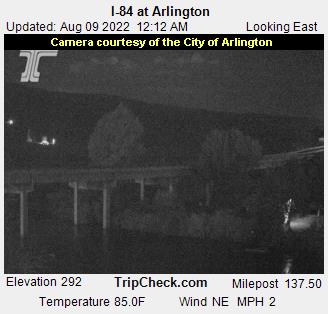 I-84 at Arlington
Updated: Aug 09 2022 12:12 AM Looking East
Camera courtesy of the City of Arlington
Elevation 292 TripCheck.com Milepost 137.50
Temperature 85.0F Wind NE MPH 2